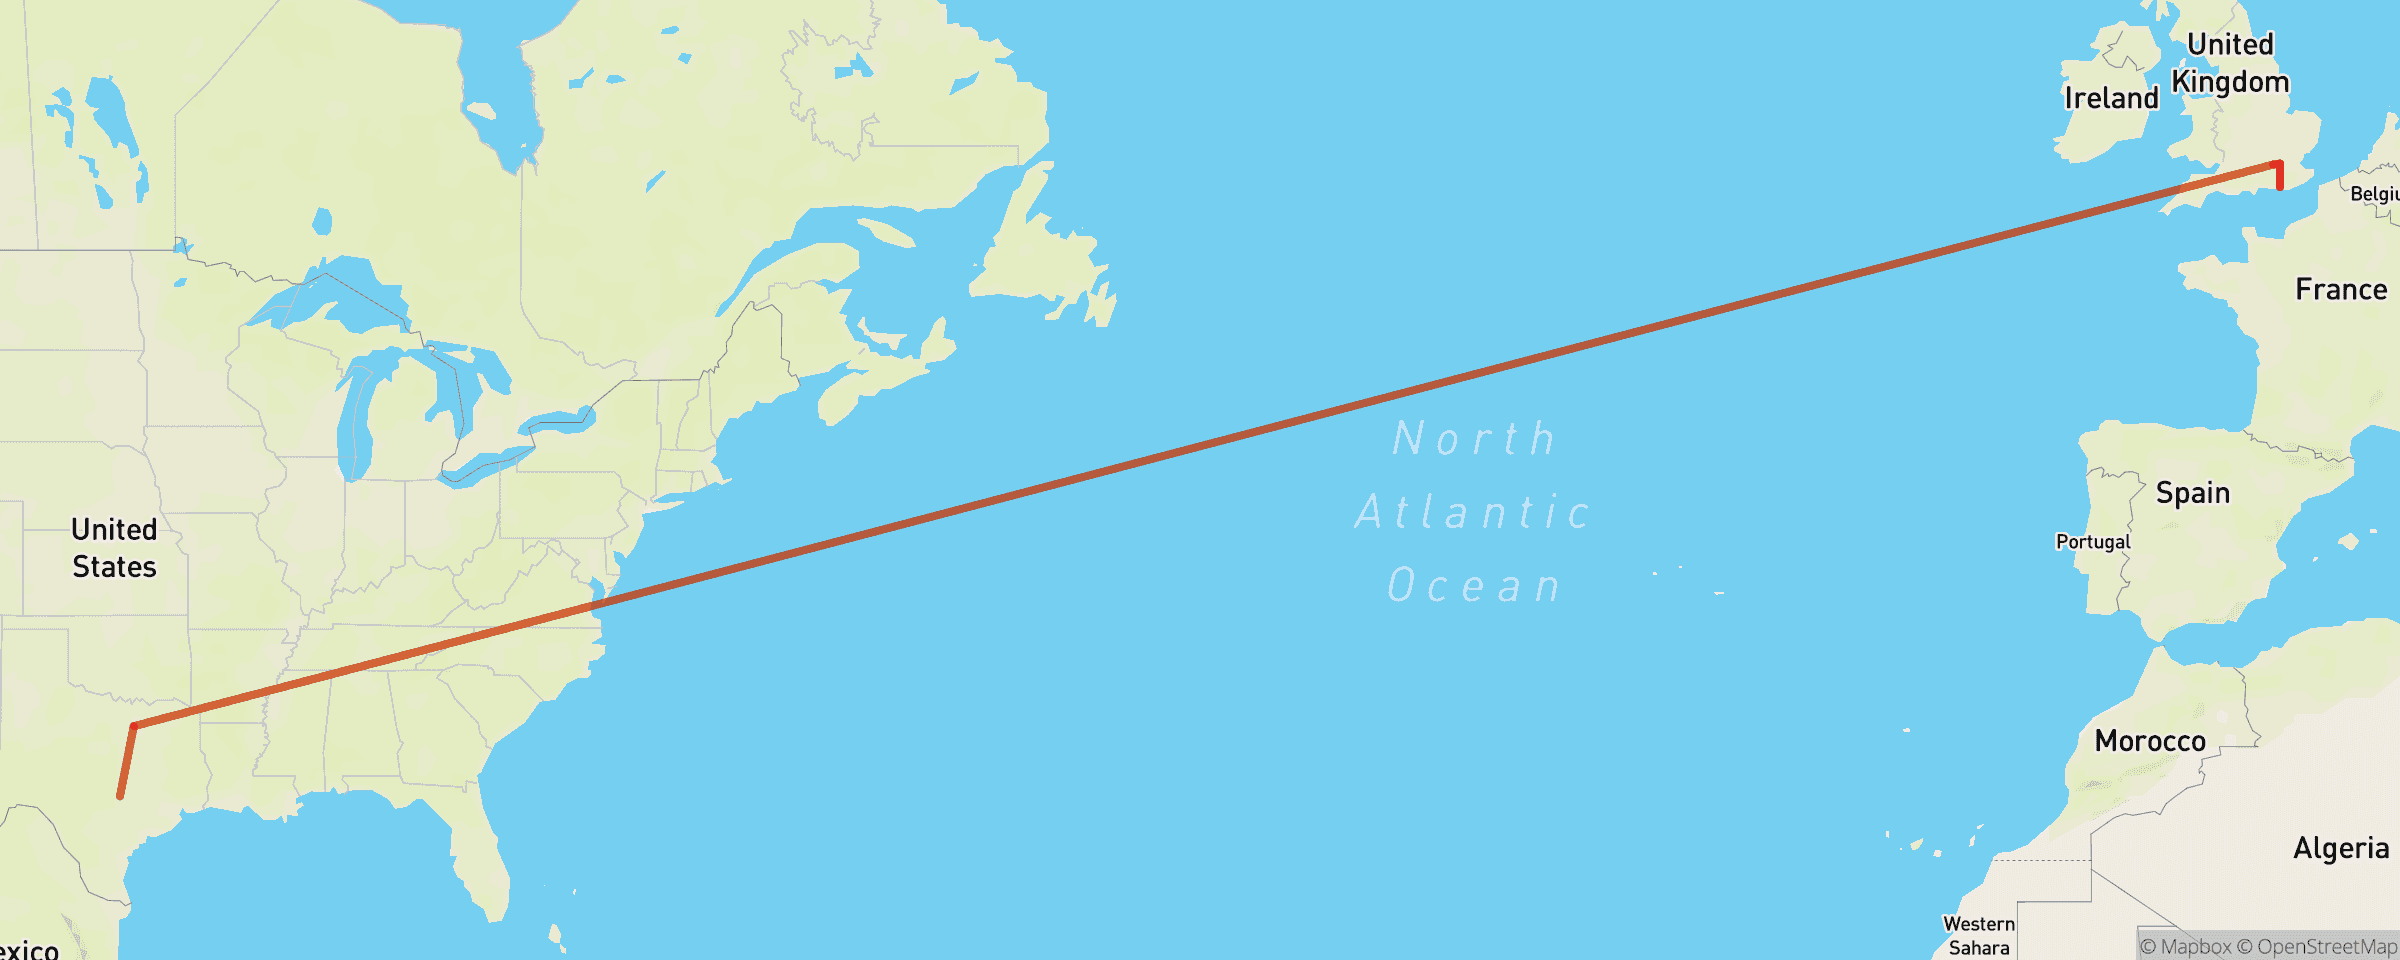 United
Kingdom
Ireland
Belgiu
France
North
Atlantic
Ocean
United
States
Spain
Portugal
Morocco
Algeria
Western
Sahara
exico
© Mapbox © OpenStreetMap